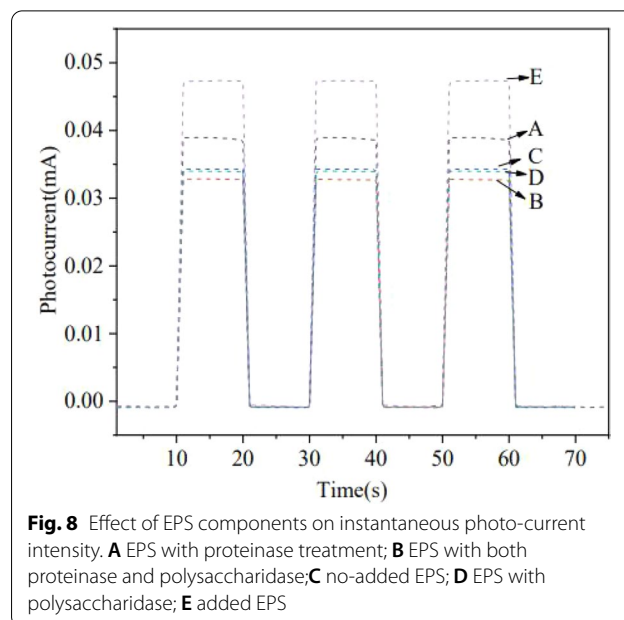 0.05
0.04
0.03
0.02
0.01
0.00
Photocurrent(mA)
E
A
C
D
B
10 20 30 40 50 60 70
Time(s)
Fig. 8 Effect of EPS components on instantaneous photo-current
intensity. A EPS with proteinase treatment; B EPS with both
proteinase and polysaccharidase;C no-added EPS; D EPS with
polysaccharidase; E added EPS